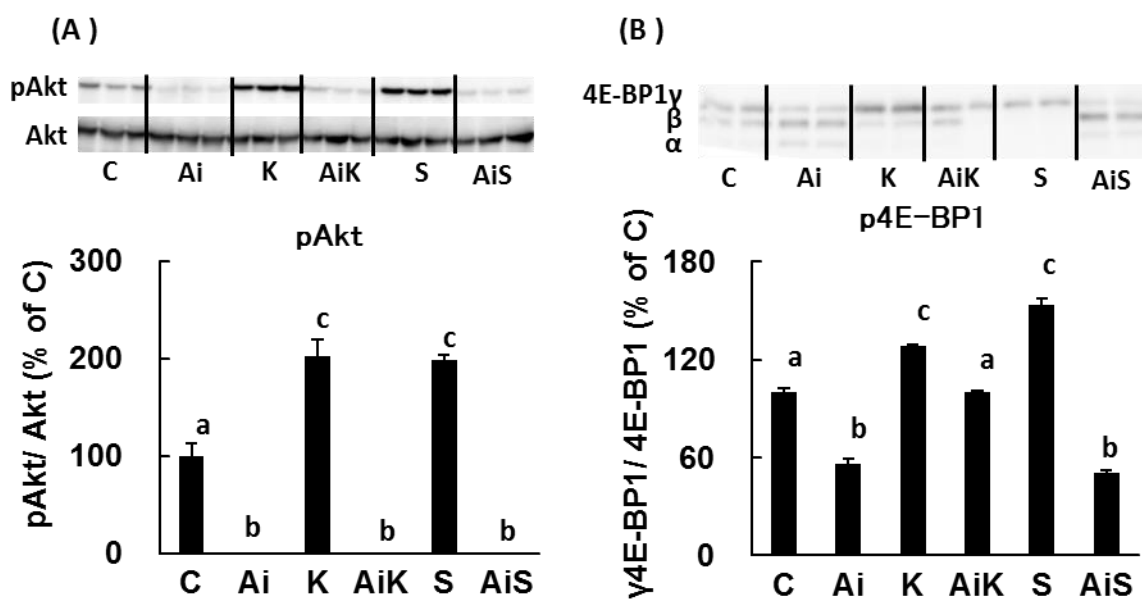 (A )
pAkt
Akt
C Ai K AiK S AiS
pAkt
pAkt/ Akt (% of C)
300
200
100
0
a
b
c
b
c
b
C Ai K AiK S AiS
(B )
4E-BP1γ
β
α
C Ai K AiK S AiS
p4E-BP1
γ4E-BP1/ 4E-BP1 (% of C)
180
120
60
0
a
b
c
a
c
b
C Ai K AiK S AiS